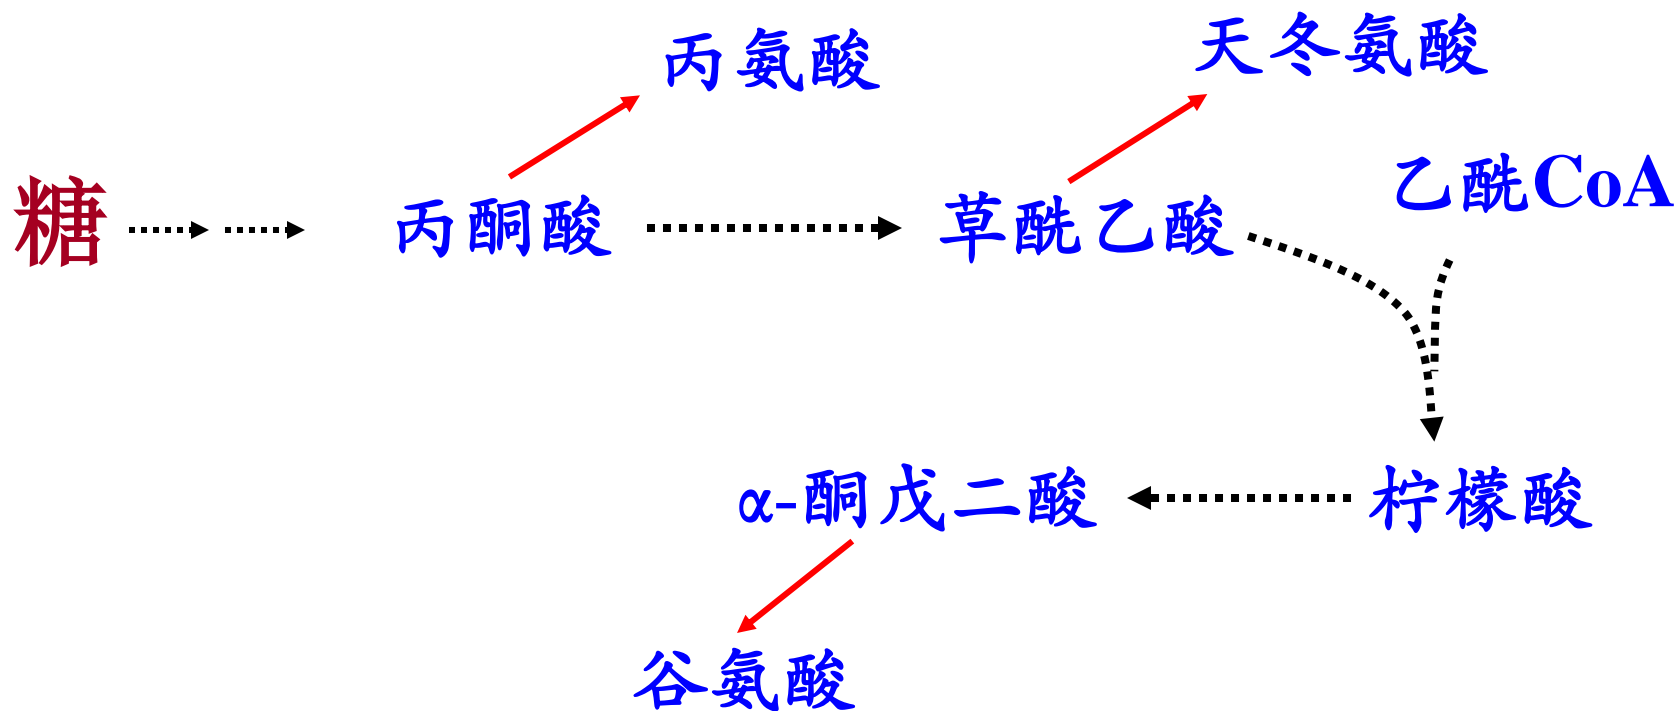 丙氨酸
天冬氨酸
糖
丙酮酸
草酰乙酸
乙酰CoA
α-酮戊二酸
柠檬酸
谷氨酸